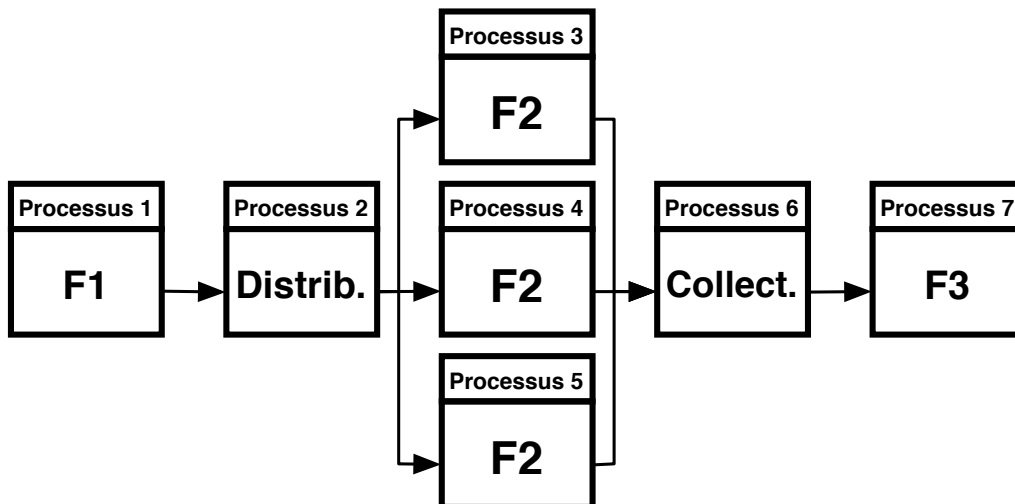 Processus 1
F1
Processus 2
Distrib.
Processus 3
F2
Processus 4
F2
Processus 5
F2
Processus 6
Collect.
Processus 7
F3